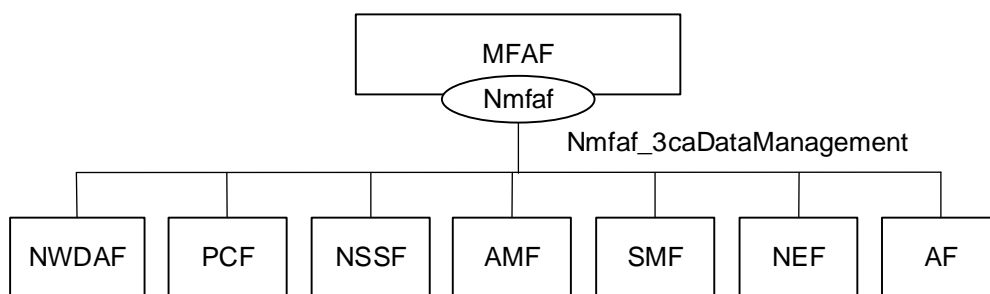 MFAF
Nmfaf
Nmfaf_3caDataManagement
NWDAF PCF NSSF AMF SMF NEF AF